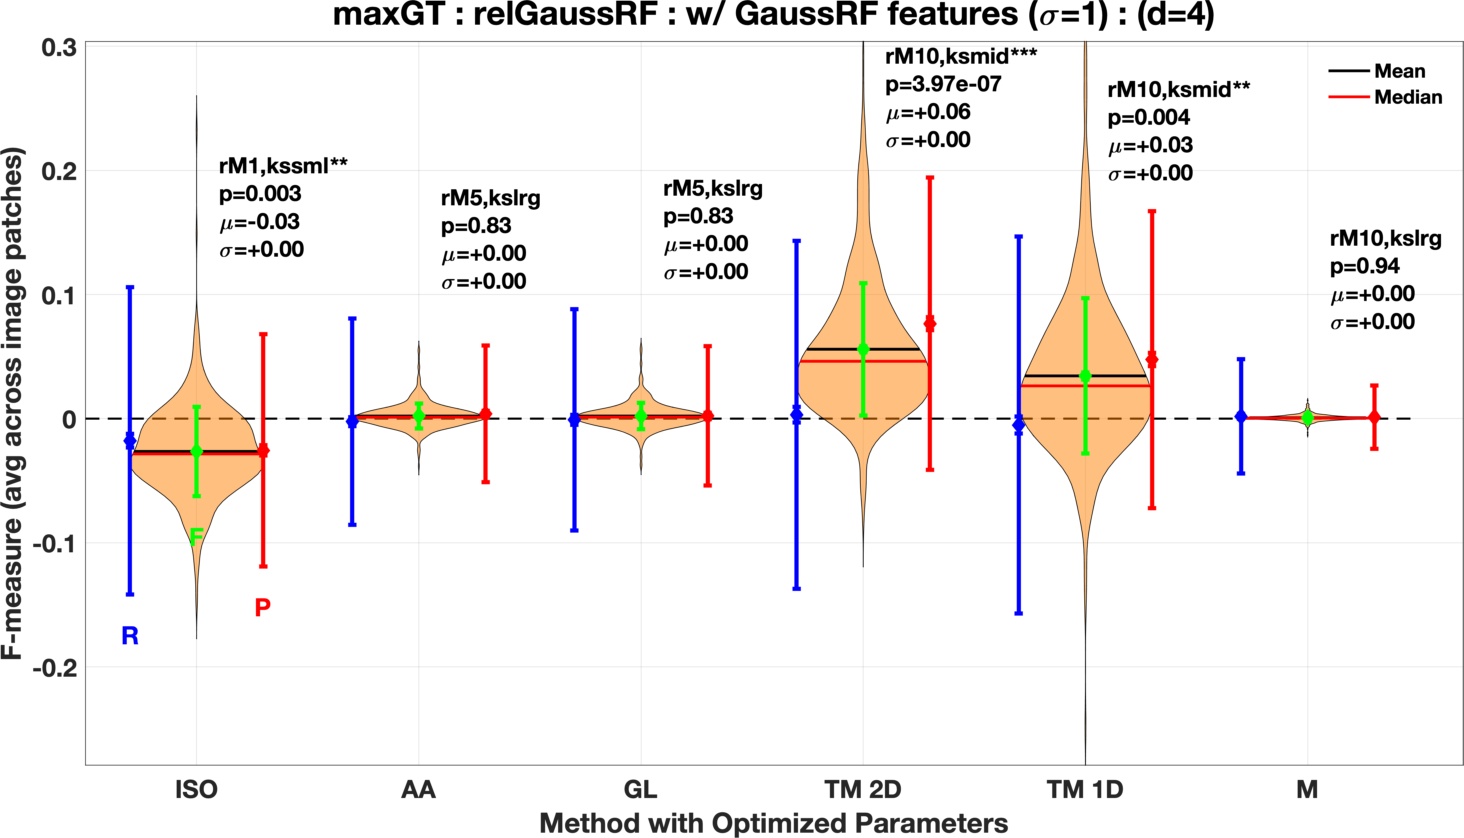 maxGT : relGaussRF : w/ GaussRF features (σ=1) : (d=4)
F-measure (avg across image patches)
0.3
0.2
0.1
0
-0.1
-0.2
rM1,kssml**
p=0.003
μ=-0.03
σ=+0.00
rM5,kslrg
p=0.83
μ=+0.00
σ=+0.00
rM5,kslrg
p=0.83
μ=+0.00
σ=+0.00
rM10,ksmid***
p=3.97e-07
μ=+0.06
σ=+0.00
rM10,ksmid**
p=0.004
μ=+0.03
σ=+0.00
rM10,kslrg
p=0.94
μ=+0.00
σ=+0.00
Mean
Median
R
F
P
ISO
AA
GL
TM 2D
TM 1D
M
Method with Optimized Parameters